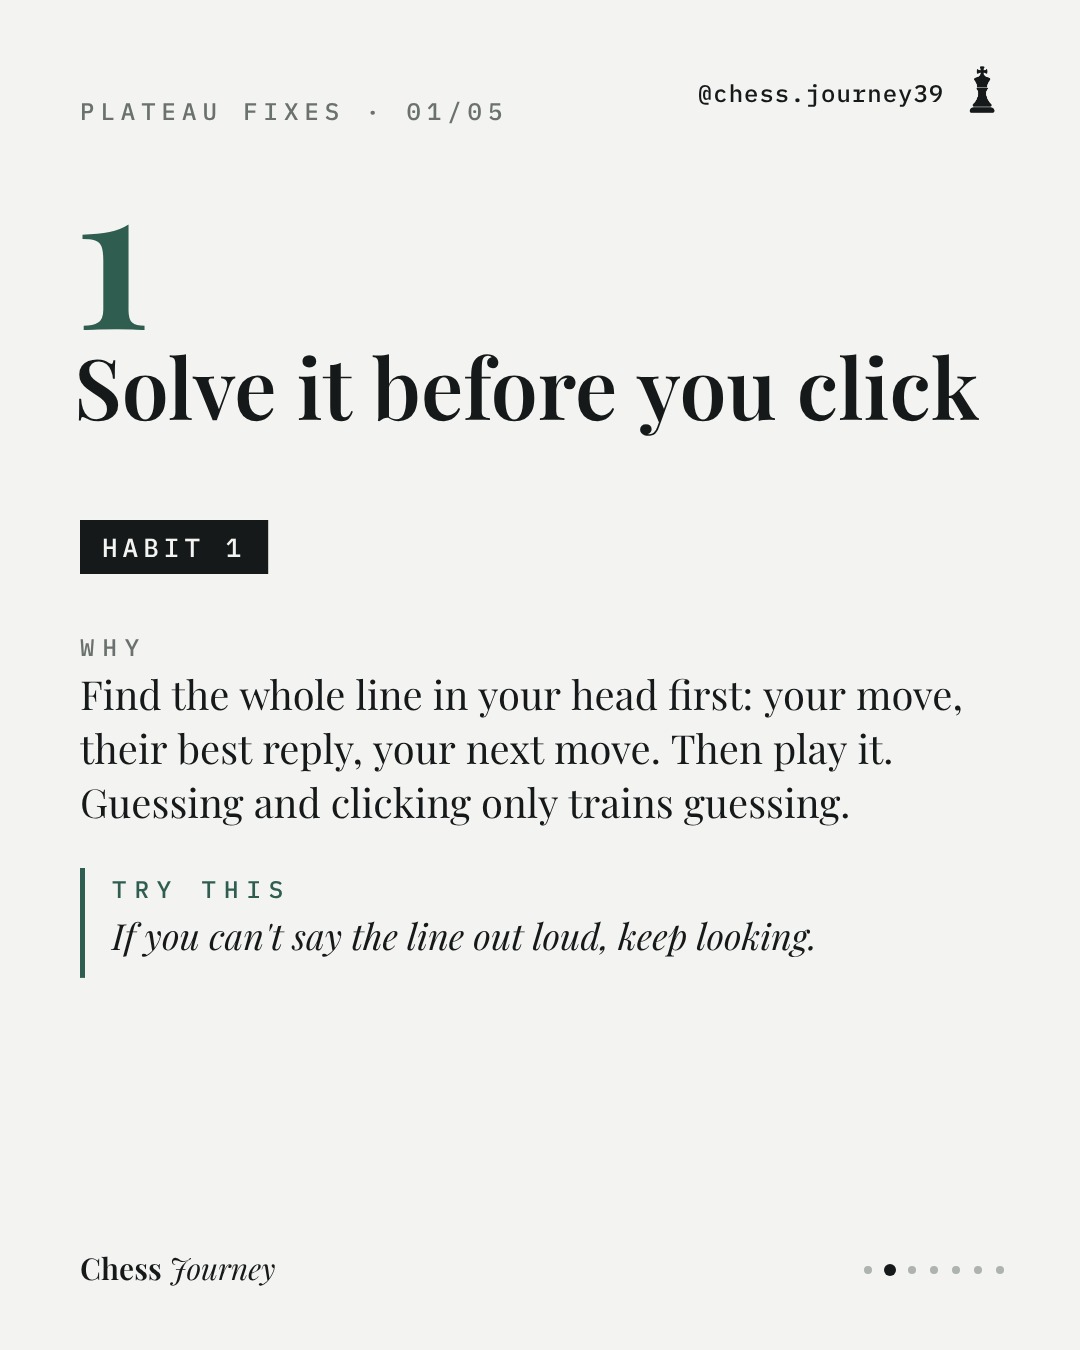 PLATEAU FIXES · 01/05
@chess.journey39
1
Solve it before you click
HABIT 1
WHY
Find the whole line in your head first: your move,
their best reply, your next move. Then play it.
Guessing and clicking only trains guessing.
TRY THIS
If you can't say the line out loud, keep looking.
Chess Journey